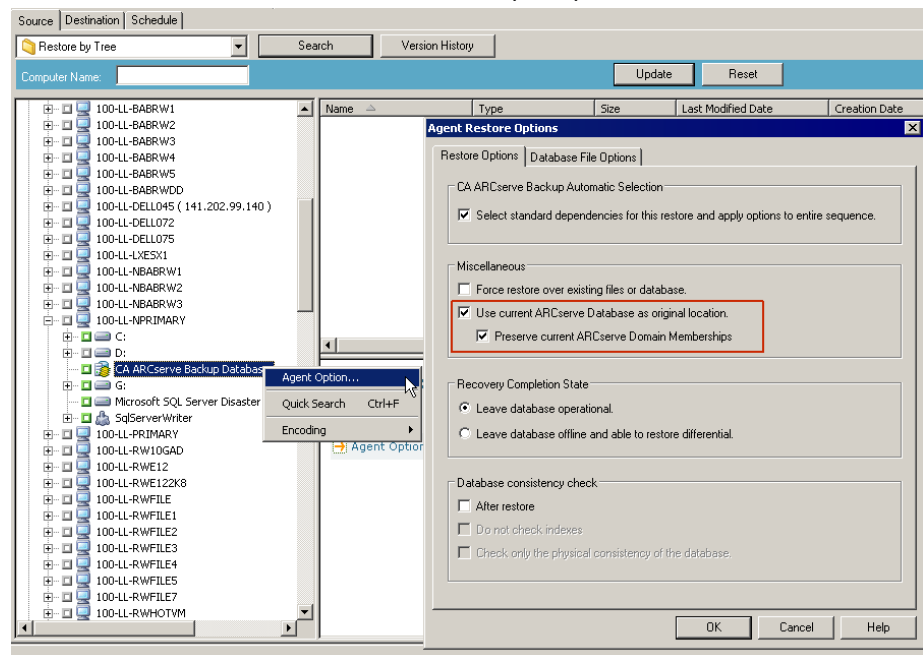 Source Destination Schedule
Restore by Tree Search Version History
Computer Name: Update Reset
Name Type Size Last Modified Date Creation Date
100-LL-BABRW1
100-LL-BABRW2
100-LL-BABRW3
100-LL-BABRW4
100-LL-BABRW5
100-LL-BABRWDD
100-LL-DELL045 ( 141.202.99.140 )
100-LL-DELL072
100-LL-DELL075
100-LL-LXESX1
100-LL-NBABRW1
100-LL-NBABRW2
100-LL-NBABRW3
100-LL-NPRIMARY
C:
D:
CA ARCserve Backup Databas
G:
Microsoft SQL Server Disaster
SqlServerWriter
100-LL-PRIMARY
100-LL-RW10GAD
100-LL-RWE12
100-LL-RWE122K8
100-LL-RWFILE
100-LL-RWFILE1
100-LL-RWFILE2
100-LL-RWFILE3
100-LL-RWFILE4
100-LL-RWFILE5
100-LL-RWFILE7
100-LL-RWHOTVM
Agent Option...
Quick Search Ctrl+F
Encoding
Agent Option
Agent Restore Options
Restore Options Database File Options
CA ARCserve Backup Automatic Selection
Select standard dependencies for this restore and apply options to entire sequence.
Miscellaneous
Force restore over existing files or database.
Use current ARCserve Database as original location.
Preserve current ARCserve Domain Memberships
Recovery Completion State
Leave database operational.
Leave database offline and able to restore differential.
Database consistency check
After restore
Do not check indexes
Check only the physical consistency of the database.
OK Cancel Help